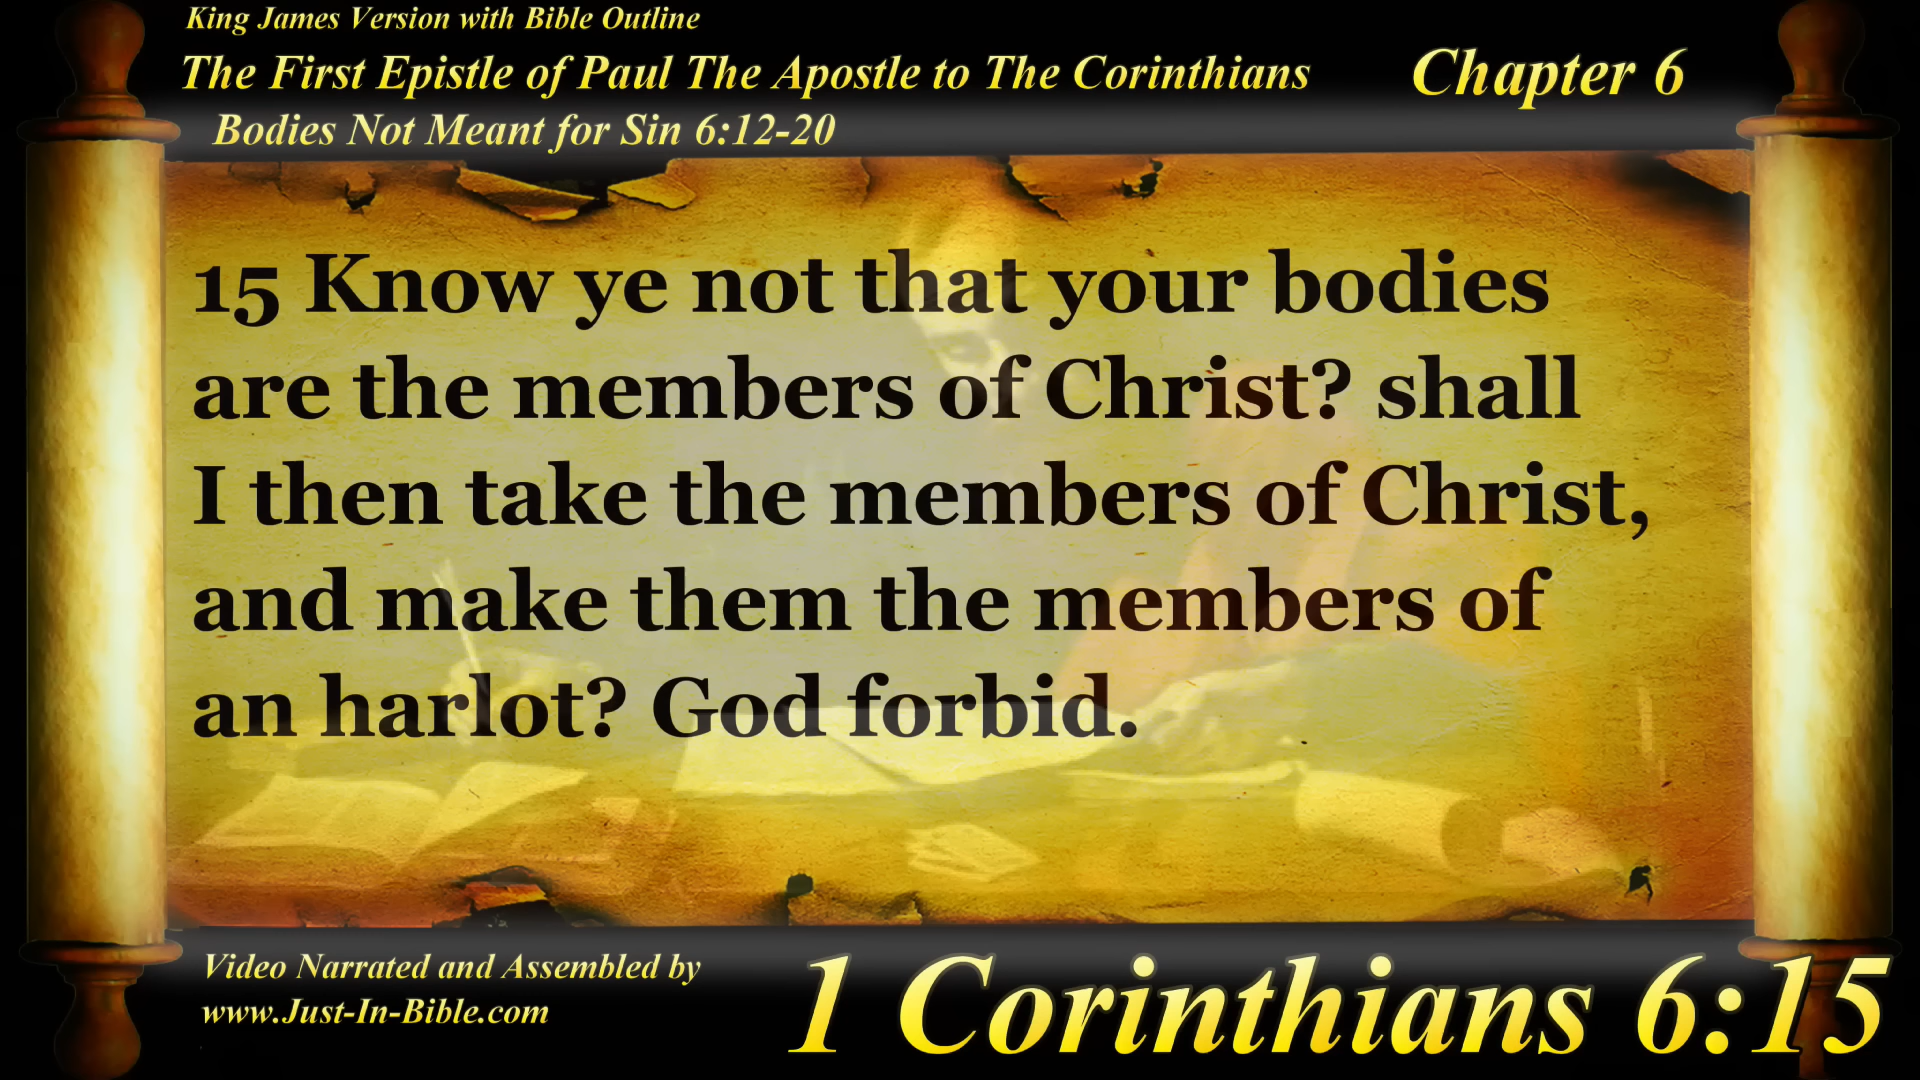 King James Version with Bible Outline
The First Epistle of Paul The Apostle to The Corinthians
Chapter 6
Bodies Not Meant for Sin 6:12-20
15 Know ye not that your bodies
are the members of Christ? shall
I then take the members of Christ,
and make them the members of
an harlot? God forbid.
Video Narrated and Assembled by
www.Just-In-Bible.com
1 Corinthians 6:15